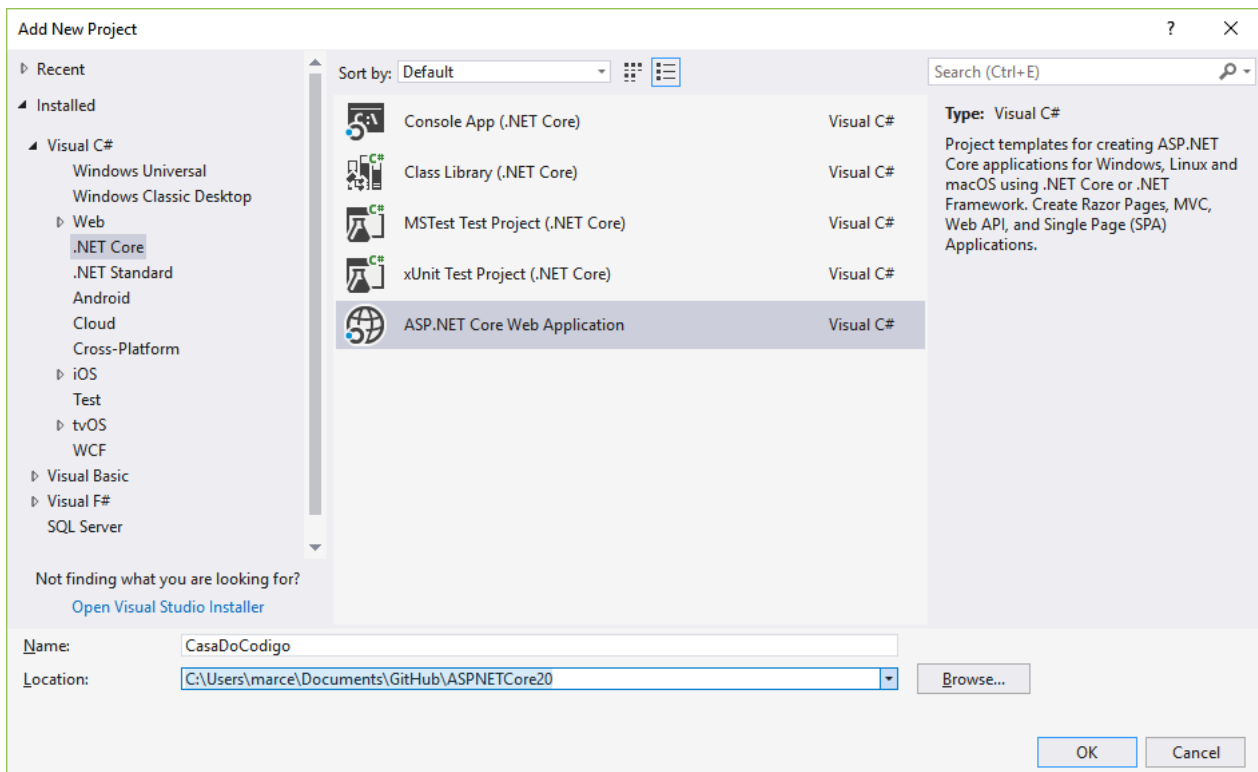 Add New Project
?
Recent
Installed
Visual C#
Windows Universal
Windows Classic Desktop
Web
.NET Core
.NET Standard
Android
Cloud
Cross-Platform
iOS
Test
tvOS
WCF
Visual Basic
Visual F#
SQL Server
Not finding what you are looking for?
Open Visual Studio Installer
Sort by: Default
C:\ Console App (.NET Core) Visual C#
C# Class Library (.NET Core) Visual C#
C# MSTest Test Project (.NET Core) Visual C#
C# xUnit Test Project (.NET Core) Visual C#
ASP.NET Core Web Application Visual C#
Search (Ctrl+E)
Type: Visual C#
Project templates for creating ASP.NET
Core applications for Windows, Linux and
macOS using .NET Core or .NET
Framework. Create Razor Pages, MVC,
Web API, and Single Page (SPA)
Applications.
Name: CasaDoCodigo
Location: C:\Users\marce\Documents\GitHub\ASPNETCore20 Browse...
OK Cancel